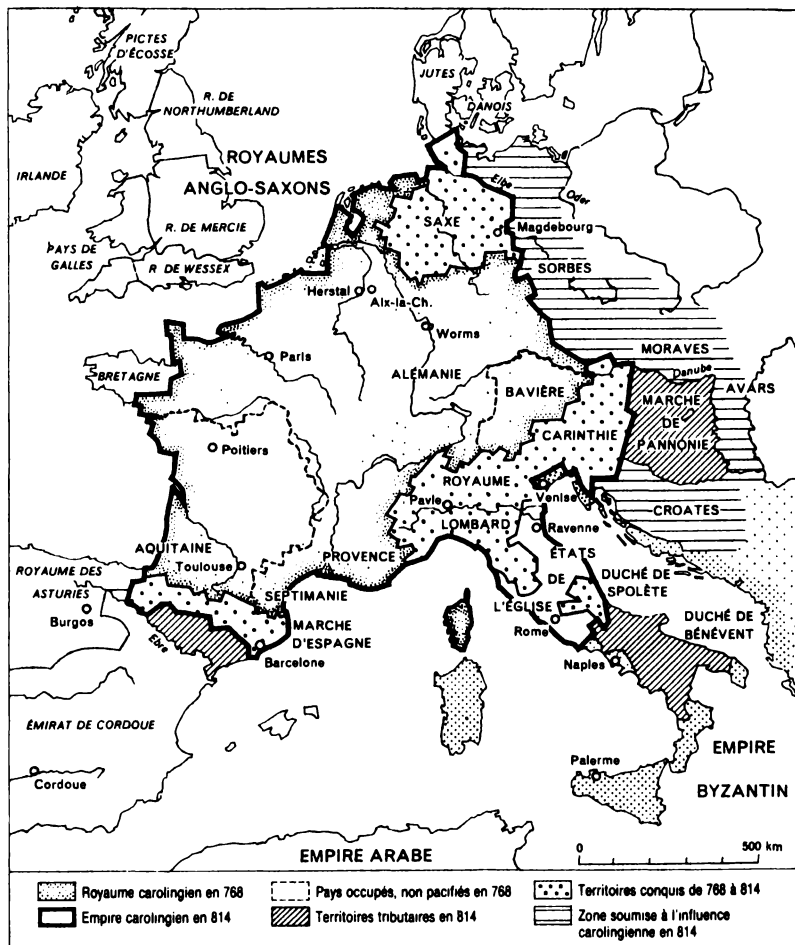 PICTES
D'ÉCOSSE
JUTES
DANOIS
R. DE
NORTHUMBERLAND
ROYAUMES
ANGLO-SAXONS
IRLANDE
Elbe
Oder
SAXE
Magdebourg
R. DE MERCIE
PAYS DE
GALLES
R. DE WESSEX
SORBES
Herstal
Aix-la-Ch.
Worms
Paris
MORAVES
BRETAGNE
ALÉMANIE
Danube
BAVIÈRE
AVARS
MARCHE
DE
PANNONIE
CARINTHIE
Poitiers
ROYAUME
Pavie
Venise
LOMBARD
Ravenne
CROATES
AQUITAINE
Toulouse
PROVENCE
ÉTATS
DE
L'ÉGLISE
DUCHÉ DE
SPOLÈTE
ROYAUME DES
ASTURIES
SEPTIMANIE
Burgos
MARCHE
D'ESPAGNE
Rome
DUCHÉ DE
BÉNÉVENT
Ebre
Barcelone
Naples
ÉMIRAT DE CORDOUE
Palerme
EMPIRE
BYZANTIN
Cordoue
EMPIRE ARABE
0 500 km
Royaume carolingien en 768
Pays occupés, non pacifiés en 768
Territoires conquis de 768 à 814
Empire carolingien en 814
Territoires tributaires en 814
Zone soumise à l'influence
carolingienne en 814